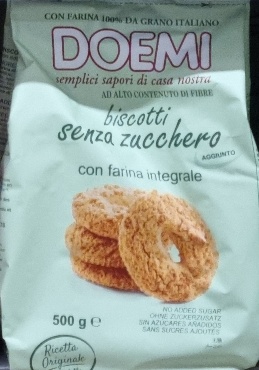 CON FARINA 100% DA GRANO ITALIANO
DOEMI
semplici sapori di casa nostra
AD ALTO CONTENUTO DI FIBRE
biscotti
senza zucchero
AGGIUNTO
con farina integrale
NO ADDED SUGAR
OHNE ZUCKERZUSATZ
SIN AZUCARES AÑADIDOS
SANS SUCRES AJOUTÉS
500 g e
Ricetta
Originale